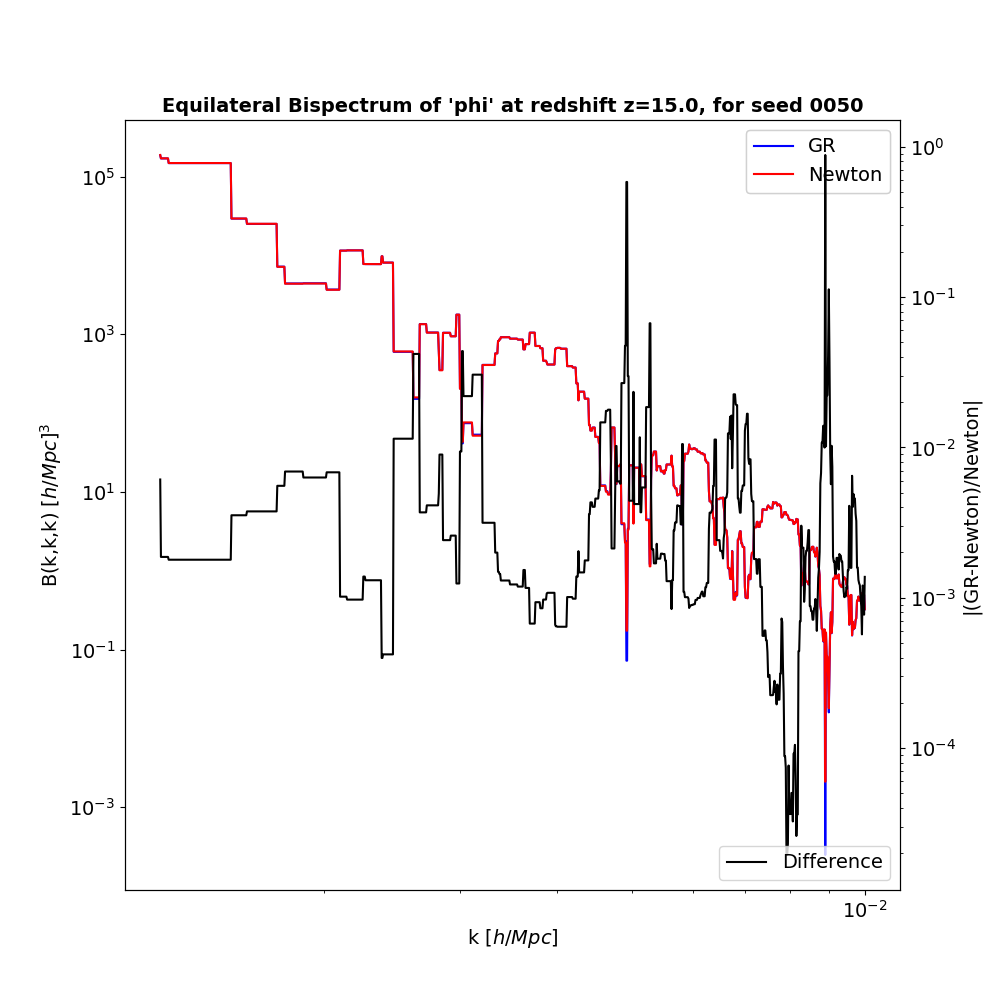 Equilateral Bispectrum of 'phi' at redshift z=15.0, for seed 0050
GR
Newton
10^5
10^3
10^1
10^-1
10^-3
B(k,k,k) [h/Mpc]^3
10^0
10^-1
10^-2
10^-3
10^-4
|(GR-Newton)/Newton|
Difference
10^-2
k [h/Mpc]